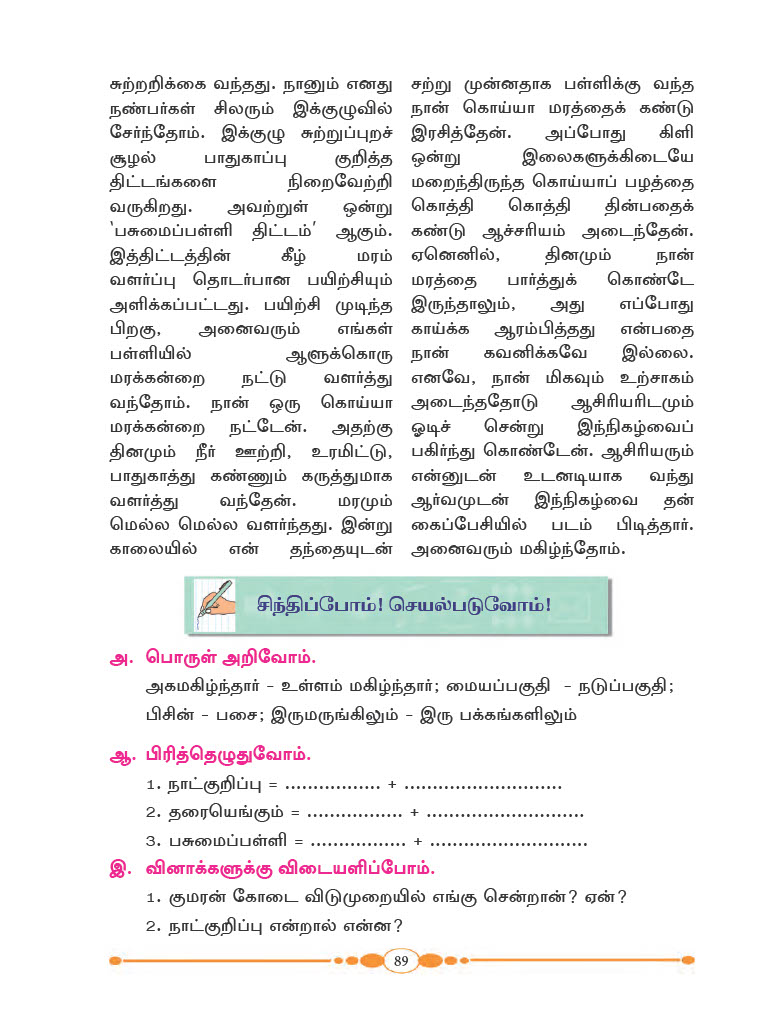 சுற்றறிக்கை வந்தது. நானும் எனது
நண்பர்கள் சிலரும் இக்குழுவில்
சேர்ந்தோம். இக்குழு சுற்றுப்புறச்
சூழல் பாதுகாப்பு குறித்த
திட்டங்களை நிறைவேற்றி
வருகிறது. அவற்றுள் ஒன்று
‘பசுமைப்பள்ளி திட்டம்’ ஆகும்.
இத்திட்டத்தின் கீழ் மரம்
வளர்ப்பு தொடர்பான பயிற்சியும்
அளிக்கப்பட்டது. பயிற்சி முடிந்த
பிறகு, அனைவரும் எங்கள்
பள்ளியில் ஆளுக்கொரு
மரக்கன்றை நட்டு வளர்த்து
வந்தோம். நான் ஒரு கொய்யா
மரக்கன்றை நட்டேன். அதற்கு
தினமும் நீர் ஊற்றி, உரமிட்டு,
பாதுகாத்து கண்ணும் கருத்துமாக
வளர்த்து வந்தேன். மரமும்
மெல்ல மெல்ல வளர்ந்தது. இன்று
காலையில் என் தந்தையுடன்
சற்று முன்னதாக பள்ளிக்கு வந்த
நான் கொய்யா மரத்தைக் கண்டு
இரசித்தேன். அப்போது கிளி
ஒன்று இலைகளுக்கிடையே
மறைந்திருந்த கொய்யாப் பழத்தை
கொத்தி கொத்தி தின்பதைக்
கண்டு ஆச்சரியம் அடைந்தேன்.
ஏனெனில், தினமும் நான்
மரத்தை பார்த்துக் கொண்டே
இருந்தாலும், அது எப்போது
காய்க்க ஆரம்பித்தது என்பதை
நான் கவனிக்கவே இல்லை.
எனவே, நான் மிகவும் உற்சாகம்
அடைந்ததோடு ஆசிரியரிடமும்
ஓடிச் சென்று இந்நிகழ்வைப்
பகிர்ந்து கொண்டேன். ஆசிரியரும்
என்னுடன் உடனடியாக வந்து
ஆர்வமுடன் இந்நிகழ்வை தன்
கைப்பேசியில் படம் பிடித்தார்.
அனைவரும் மகிழ்ந்தோம்.
சிந்திப்போம்! செயல்படுவோம்!
அ. பொருள் அறிவோம்.
அகமகிழ்ந்தார் - உள்ளம் மகிழ்ந்தார்; மையப்பகுதி - நடுப்பகுதி;
பிசின் - பசை; இருமருங்கிலும் - இரு பக்கங்களிலும்
ஆ. பிரித்தெழுதுவோம்.
1. நாட்குறிப்பு = ................. + ............................
2. தரையெங்கும் = ................. + ............................
3. பசுமைப்பள்ளி = ................. + ............................
இ. வினாக்களுக்கு விடையளிப்போம்.
1. குமரன் கோடை விடுமுறையில் எங்கு சென்றான்? ஏன்?
2. நாட்குறிப்பு என்றால் என்ன?
89